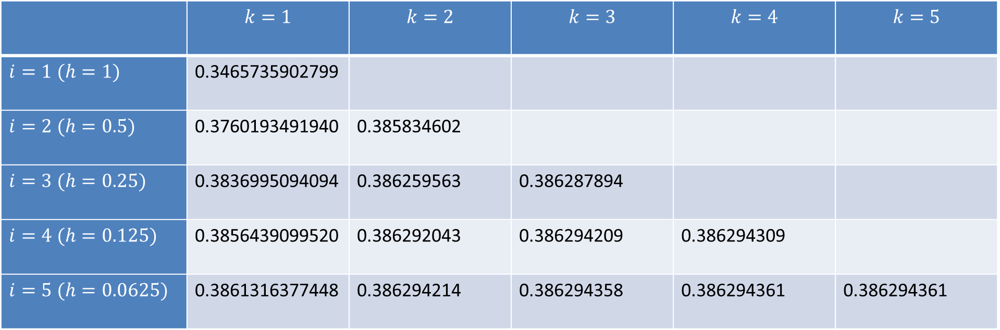 k = 1 k = 2 k = 3 k = 4 k = 5
i = 1 (h = 1) 0.3465735902799
i = 2 (h = 0.5) 0.3760193491940 0.385834602
i = 3 (h = 0.25) 0.3836995094094 0.386259563 0.386287894
i = 4 (h = 0.125) 0.3856439099520 0.386292043 0.386294209 0.386294309
i = 5 (h = 0.0625) 0.3861316377448 0.386294214 0.386294358 0.386294361 0.386294361